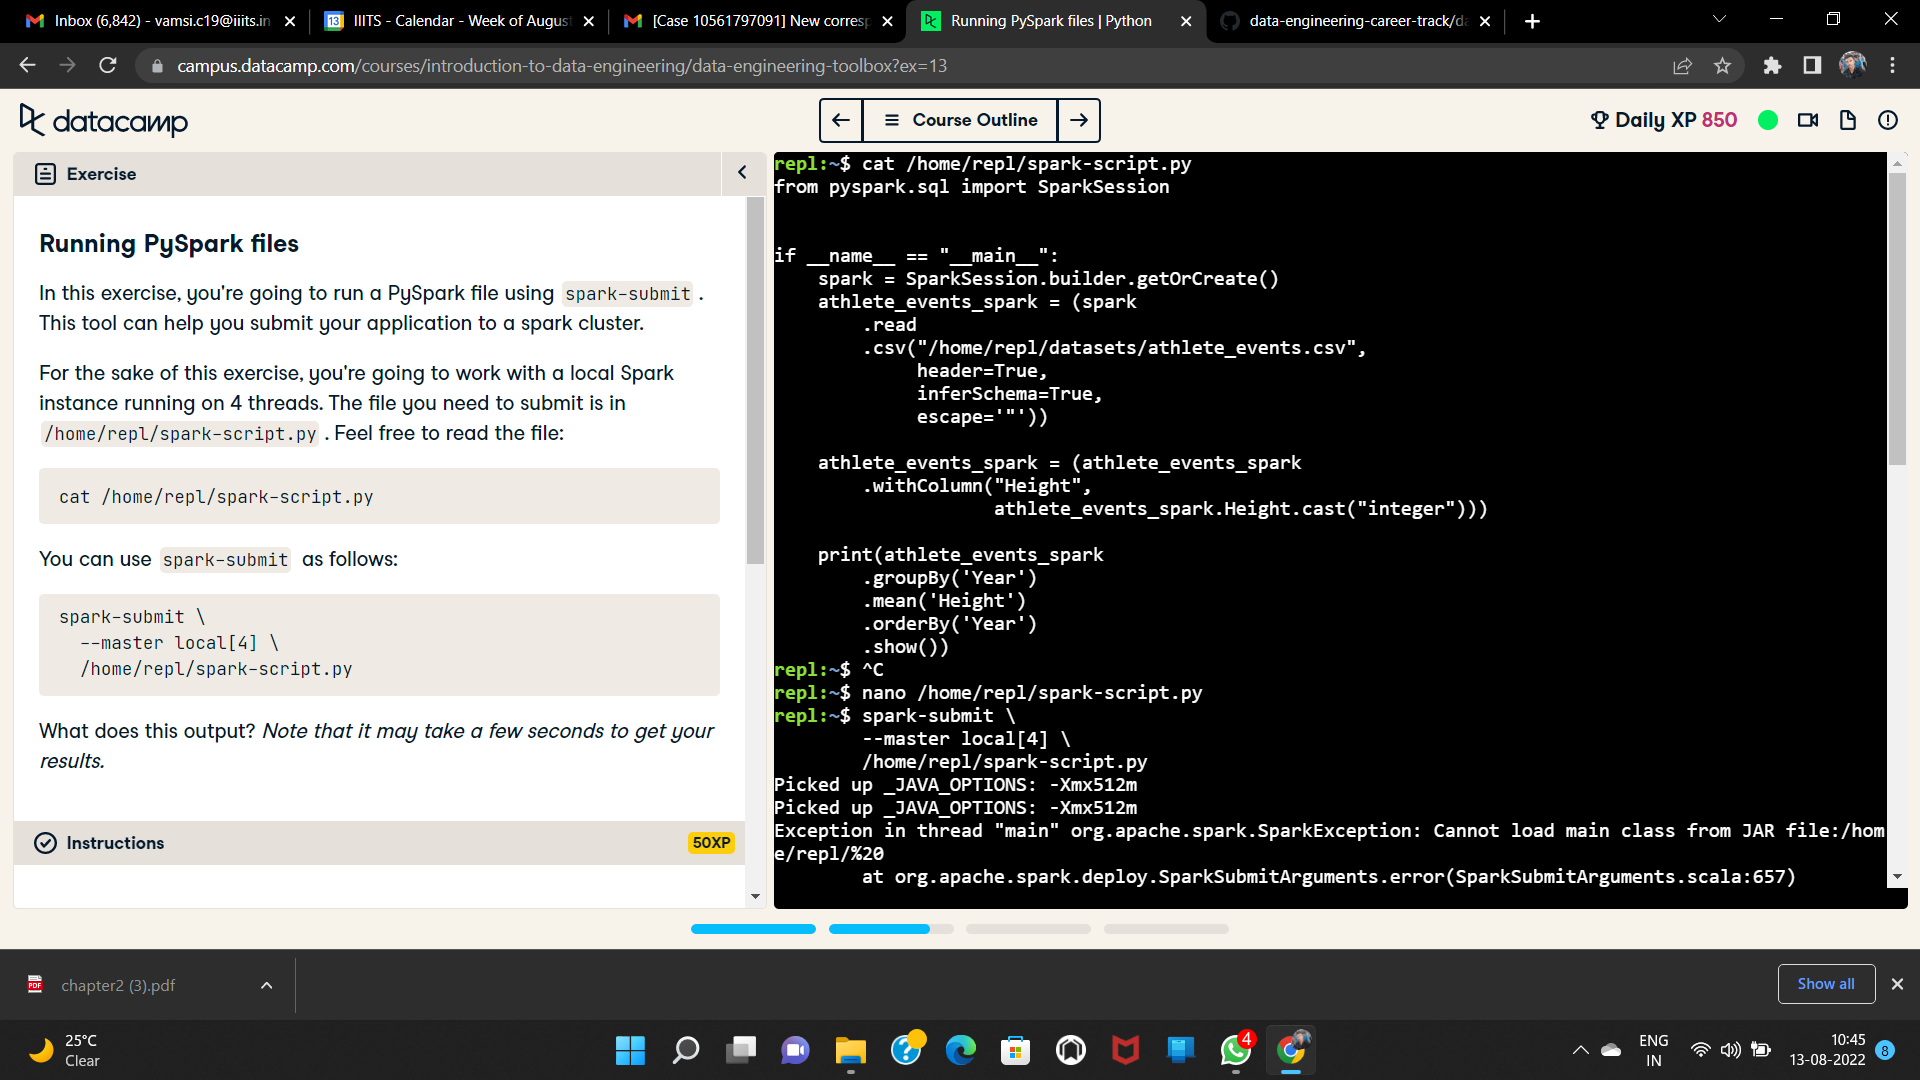 Inbox (6,842) - vamsi.c19@iiits.in
IIITS - Calendar - Week of August
[Case 10561797091] New corresp
Running PySpark files | Python
data-engineering-career-track/da
campus.datacamp.com/courses/introduction-to-data-engineering/data-engineering-toolbox?ex=13
datacamp
Course Outline
Daily XP 850
Exercise
Running PySpark files
In this exercise, you're going to run a PySpark file using spark-submit .
This tool can help you submit your application to a spark cluster.
For the sake of this exercise, you're going to work with a local Spark
instance running on 4 threads. The file you need to submit is in
/home/repl/spark-script.py . Feel free to read the file:
cat /home/repl/spark-script.py
You can use spark-submit as follows:
spark-submit \
--master local[4] \
/home/repl/spark-script.py
What does this output? Note that it may take a few seconds to get your
results.
Instructions
50XP
repl:~$ cat /home/repl/spark-script.py
from pyspark.sql import SparkSession
if __name__ == "__main__":
spark = SparkSession.builder.getOrCreate()
athlete_events_spark = (spark
.read
.csv("/home/repl/datasets/athlete_events.csv",
header=True,
inferSchema=True,
escape='"'))
athlete_events_spark = (athlete_events_spark
.withColumn("Height",
athlete_events_spark.Height.cast("integer")))
print(athlete_events_spark
.groupBy('Year')
.mean('Height')
.orderBy('Year')
.show())
repl:~$ ^C
repl:~$ nano /home/repl/spark-script.py
repl:~$ spark-submit \
--master local[4] \
/home/repl/spark-script.py
Picked up _JAVA_OPTIONS: -Xmx512m
Picked up _JAVA_OPTIONS: -Xmx512m
Exception in thread "main" org.apache.spark.SparkException: Cannot load main class from JAR file:/hom
e/repl/%20
at org.apache.spark.deploy.SparkSubmitArguments.error(SparkSubmitArguments.scala:657)
PDF
chapter2 (3).pdf
Show all
25°C
Clear
4
ENG
IN
10:45
13-08-2022
8